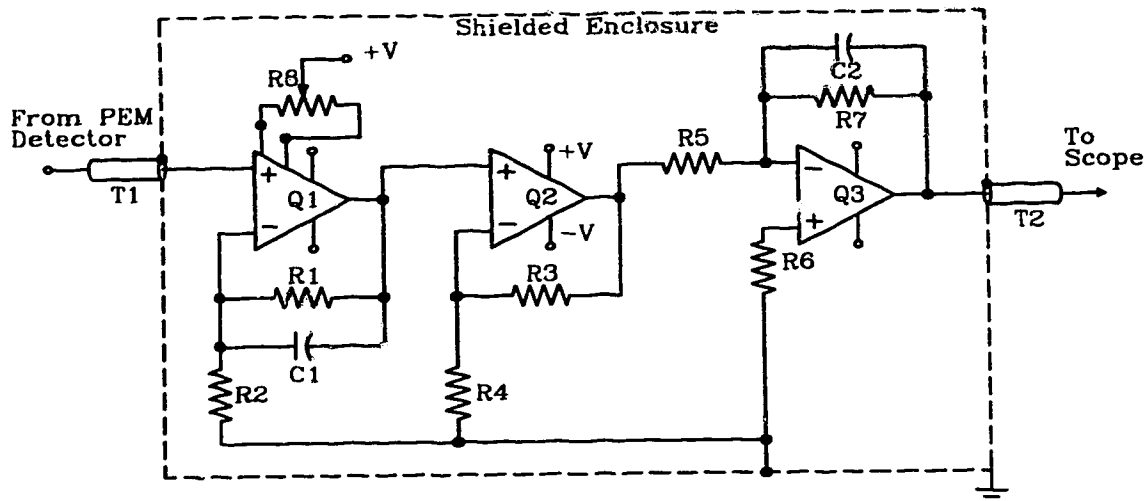 Shielded Enclosure
+V
R8
C2
R7
From PEM
Detector
To
Scope
R5
+
+V
+
-
Q1
Q2
Q3
T1
T2
-
-
-V
+
R6
R1
R3
C1
R2
R4